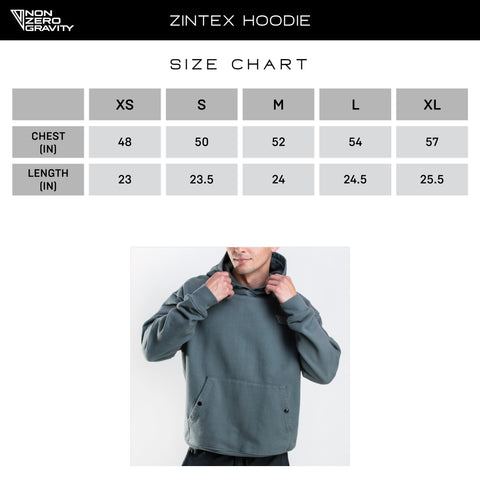 NON
ZERO
GRAVITY
ZINTEX HOODIE
SIZE CHART
XS S M L XL
CHEST
(IN) 48 50 52 54 57
LENGTH
(IN) 23 23.5 24 24.5 25.5